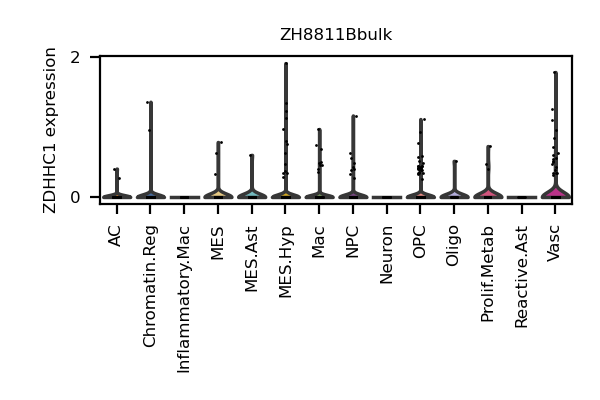 ZH8811Bbulk
ZDHHC1 expression
2
0
AC
Chromatin.Reg
Inflammatory.Mac
MES
MES.Ast
MES.Hyp
Mac
NPC
Neuron
OPC
Oligo
Prolif.Metab
Reactive.Ast
Vasc